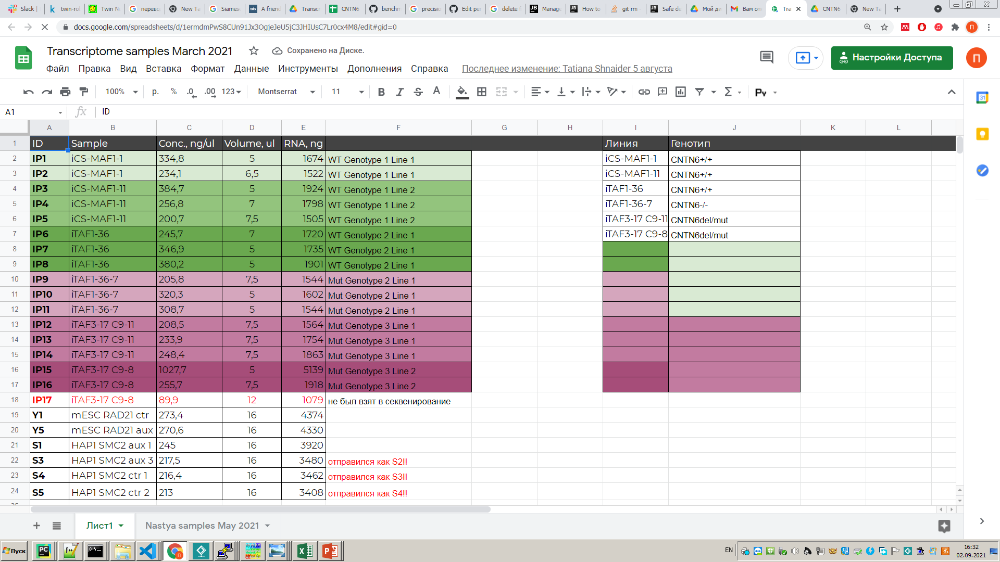 Slack | twin-rol Twin Ne перево, New Ta Siames A friend Transcr CNTN6 benchm precisio Edit per delete f Manage How to git rm - Safe de Мой ди Вам от Tra CNTN6 New Ta
docs.google.com/spreadsheets/d/1ermdmPwS8CUn91Jx3OgjeJeU5jC3JHIUsC7Lr0cx4M8/edit#gid=0
Transcriptome samples March 2021 Сохранено на Диске.
Файл Правка Вид Вставка Формат Данные Инструменты Дополнения Справка Последнее изменение: Tatiana Shnaider 5 августа Настройки Доступа П
100% р. % .0 .00 123 Montserrat 11 B I S A Σ Ру
A1 fx ID
A B C D E F G H I J K L
1 ID Sample Conc., ng/ul Volume, ul RNA, ng Линия Генотип
2 IP1 iCS-MAF1-1 334,8 5 1674 WT Genotype 1 Line 1 iCS-MAF1-1 CNTN6+/+
3 IP2 iCS-MAF1-1 234,1 6,5 1522 WT Genotype 1 Line 1 iCS-MAF1-11 CNTN6+/+
4 IP3 iCS-MAF1-11 384,7 5 1924 WT Genotype 1 Line 2 iTAF1-36 CNTN6+/+
5 IP4 iCS-MAF1-11 256,8 7 1798 WT Genotype 1 Line 2 iTAF1-36-7 CNTN6-/-
6 IP5 iCS-MAF1-11 200,7 7,5 1505 WT Genotype 1 Line 2 iTAF3-17 C9-11 CNTN6del/mut
7 IP6 iTAF1-36 245,7 7 1720 WT Genotype 2 Line 1 iTAF3-17 C9-8 CNTN6del/mut
8 IP7 iTAF1-36 346,9 5 1735 WT Genotype 2 Line 1
9 IP8 iTAF1-36 380,2 5 1901 WT Genotype 2 Line 1
10 IP9 iTAF1-36-7 205,8 7,5 1544 Mut Genotype 2 Line 1
11 IP10 iTAF1-36-7 320,3 5 1602 Mut Genotype 2 Line 1
12 IP11 iTAF1-36-7 308,7 5 1544 Mut Genotype 2 Line 1
13 IP12 iTAF3-17 C9-11 208,5 7,5 1564 Mut Genotype 3 Line 1
14 IP13 iTAF3-17 C9-11 233,9 7,5 1754 Mut Genotype 3 Line 1
15 IP14 iTAF3-17 C9-11 248,4 7,5 1863 Mut Genotype 3 Line 1
16 IP15 iTAF3-17 C9-8 1027,7 5 5139 Mut Genotype 3 Line 2
17 IP16 iTAF3-17 C9-8 255,7 7,5 1918 Mut Genotype 3 Line 2
18 IP17 iTAF3-17 C9-8 89,9 12 1079 не был взят в секвенирование
19 Y1 mESC RAD21 ctr 273,4 16 4374
20 Y5 mESC RAD21 aux 270,6 16 4330
21 S1 HAP1 SMC2 aux 1 245 16 3920
22 S3 HAP1 SMC2 aux 3 217,5 16 3480 отправился как S2!!
23 S4 HAP1 SMC2 ctr 1 216,4 16 3462 отправился как S3!!
24 S5 HAP1 SMC2 ctr 2 213 16 3408 отправился как S4!!
Лист1 Nastya samples May 2021
Пуск EN 16:32
02.09.2021